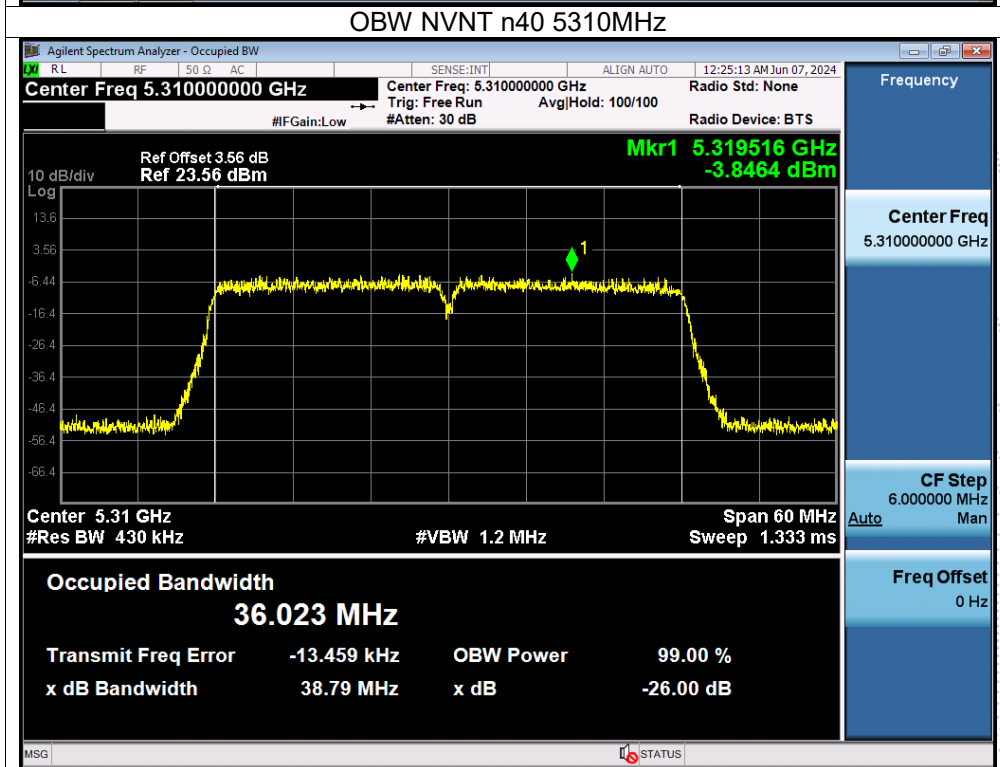 OBW NVNT n40 5310MHz
Agilent Spectrum Analyzer - Occupied BW
LXI RL RF 50 Ω AC SENSE:INT ALIGN AUTO 12:25:13 AM Jun 07, 2024
Center Freq 5.310000000 GHz
Center Freq: 5.310000000 GHz
Radio Std: None
Trig: Free Run Avg|Hold: 100/100
#IFGain:Low
#Atten: 30 dB
Radio Device: BTS
Mkr1 5.319516 GHz
-3.8464 dBm
Ref Offset 3.56 dB
10 dB/div Ref 23.56 dBm
Log
13.6
3.56
-6.44
-16.4
-26.4
-36.4
-46.4
-56.4
-66.4
1
Center 5.31 GHz Span 60 MHz
#Res BW 430 kHz #VBW 1.2 MHz Sweep 1.333 ms
Occupied Bandwidth
36.023 MHz
Transmit Freq Error -13.459 kHz OBW Power 99.00 %
x dB Bandwidth 38.79 MHz x dB -26.00 dB
Frequency
Center Freq
5.310000000 GHz
CF Step
6.000000 MHz
Auto Man
Freq Offset
0 Hz
MSG STATUS